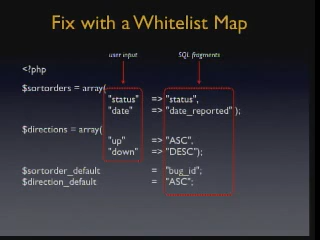 Fix with a Whitelist Map
user input SQL fragments
<?php
$sortorders = array(
"status" => "status",
"date" => "date_reported" );
$directions = array(
"up" => "ASC",
"down" => "DESC");
$sortorder_default = "bug_id";
$direction_default = "ASC";